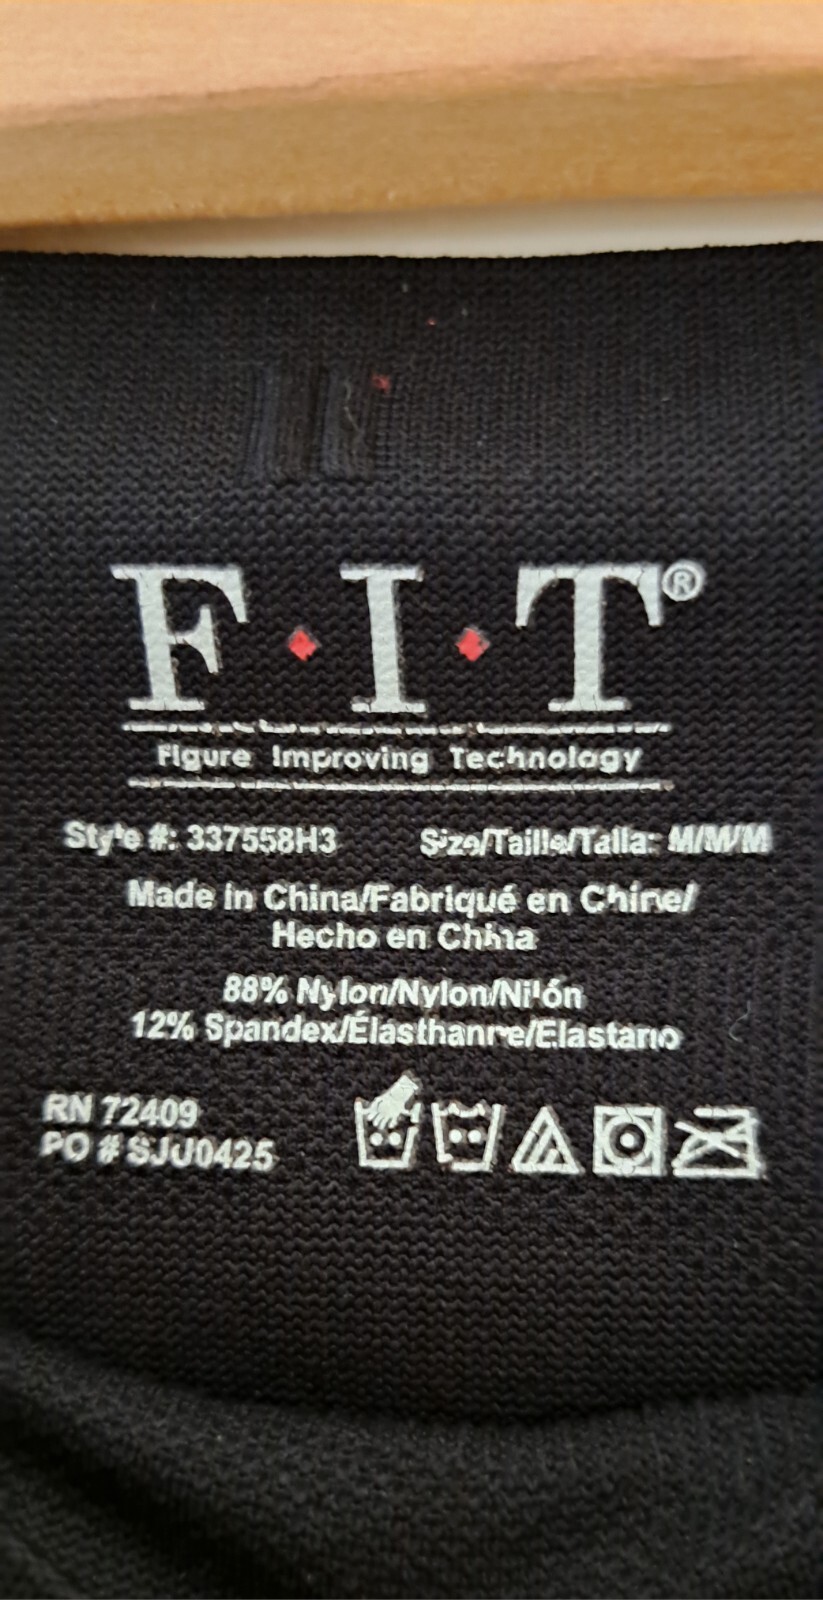 F·I·T®
Figure Improving Technology
Style #: 337558H3 Size/Taille/Talla: M/M/M
Made in China/Fabriqué en Chine/
Hecho en China
88% Nylon/Nylon/Nilón
12% Spandex/Élasthanne/Elastano
RN 72409
PO # SJU0425